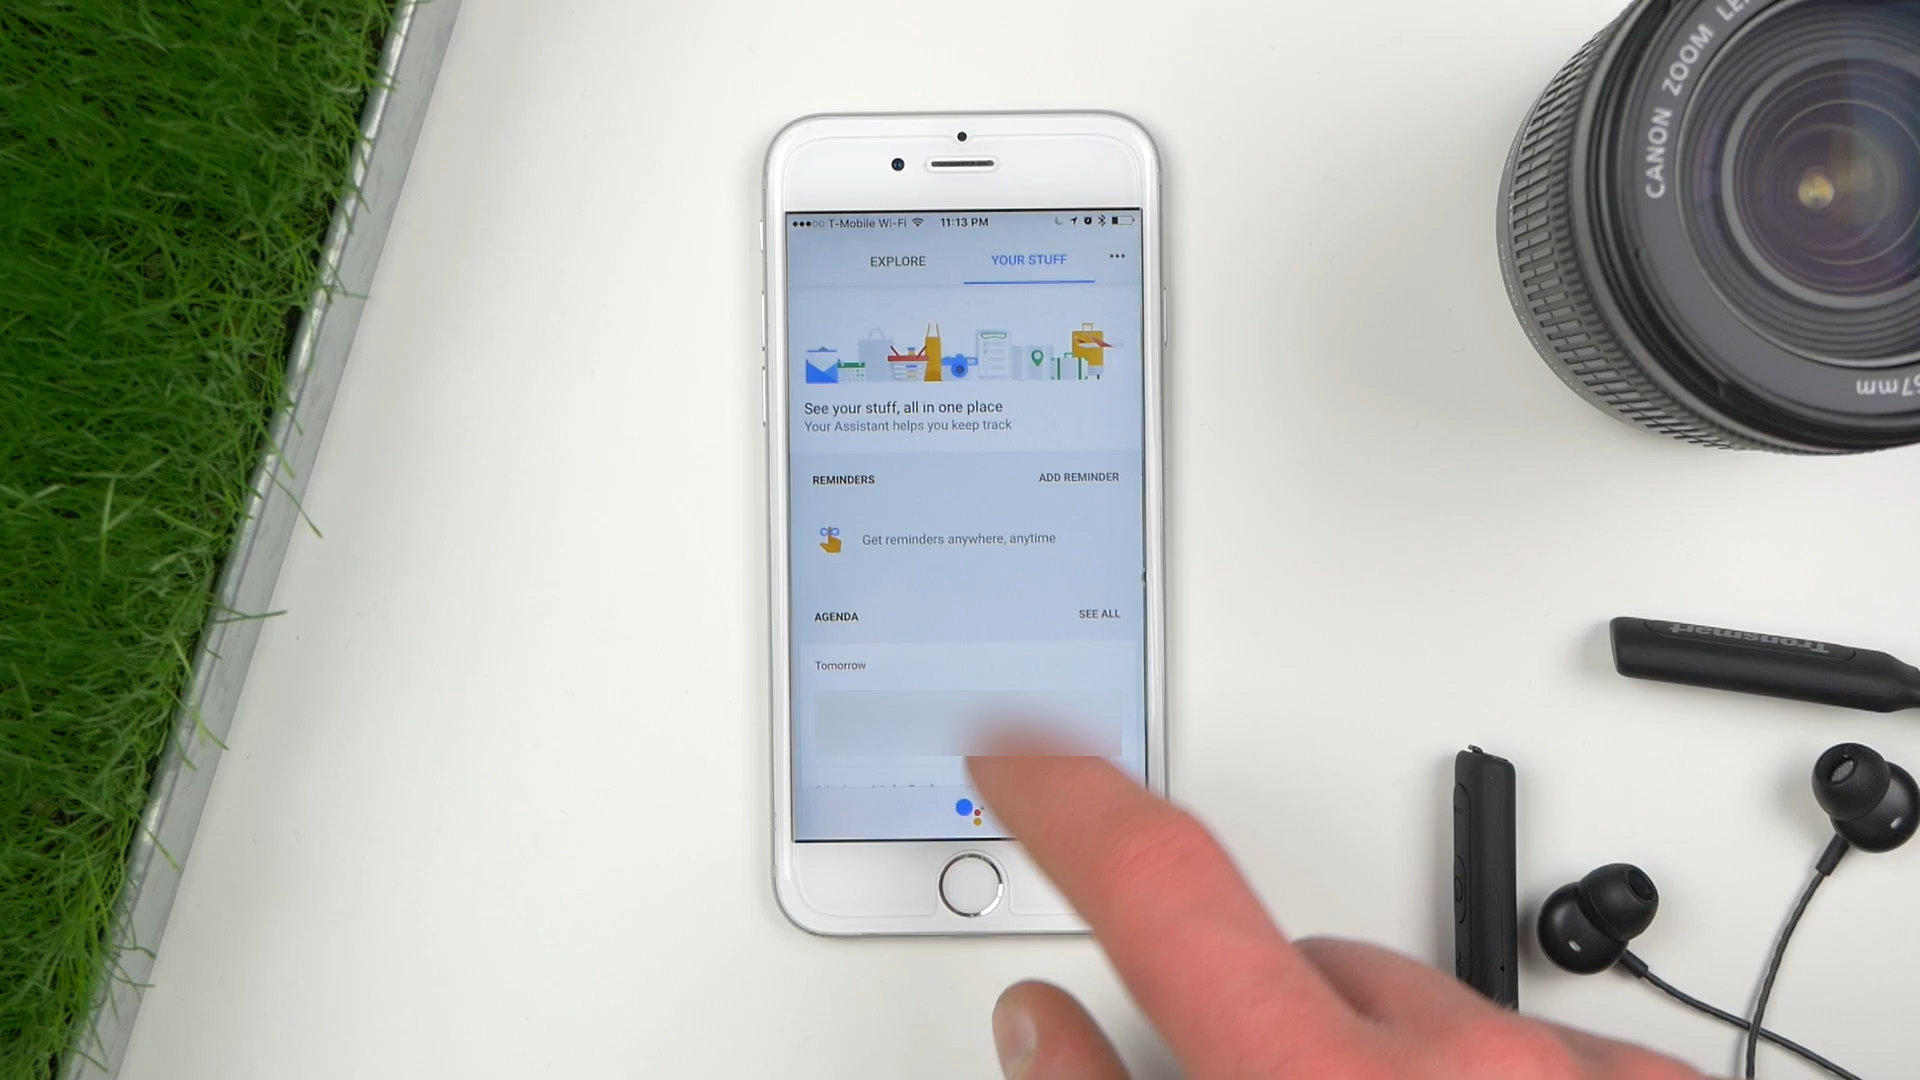 T-Mobile Wi-Fi 11:13 PM
EXPLORE YOUR STUFF
See your stuff, all in one place
Your Assistant helps you keep track
REMINDERS ADD REMINDER
Get reminders anywhere, anytime
AGENDA SEE ALL
Tomorrow
CANON ZOOM
67mm
Tronsmart